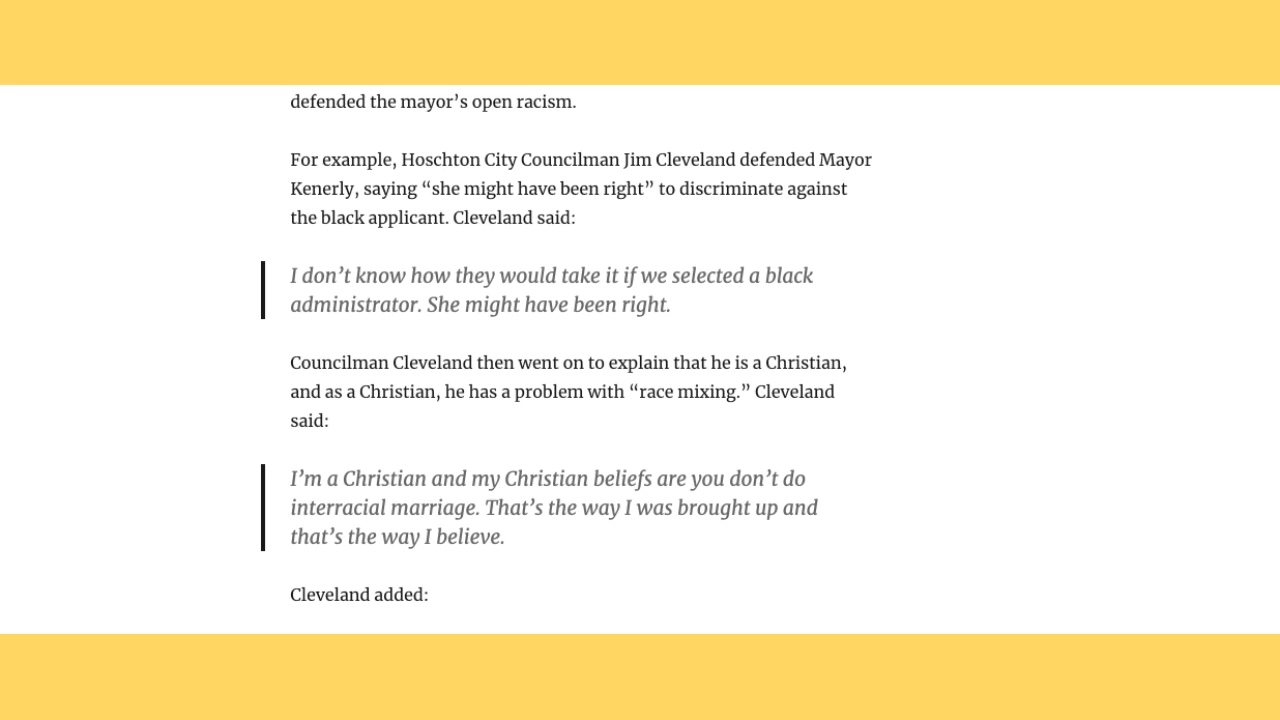 defended the mayor’s open racism.
For example, Hoschton City Councilman Jim Cleveland defended Mayor
Kenerly, saying “she might have been right” to discriminate against
the black applicant. Cleveland said:
I don’t know how they would take it if we selected a black
administrator. She might have been right.
Councilman Cleveland then went on to explain that he is a Christian,
and as a Christian, he has a problem with “race mixing.” Cleveland
said:
I’m a Christian and my Christian beliefs are you don’t do
interracial marriage. That’s the way I was brought up and
that’s the way I believe.
Cleveland added: